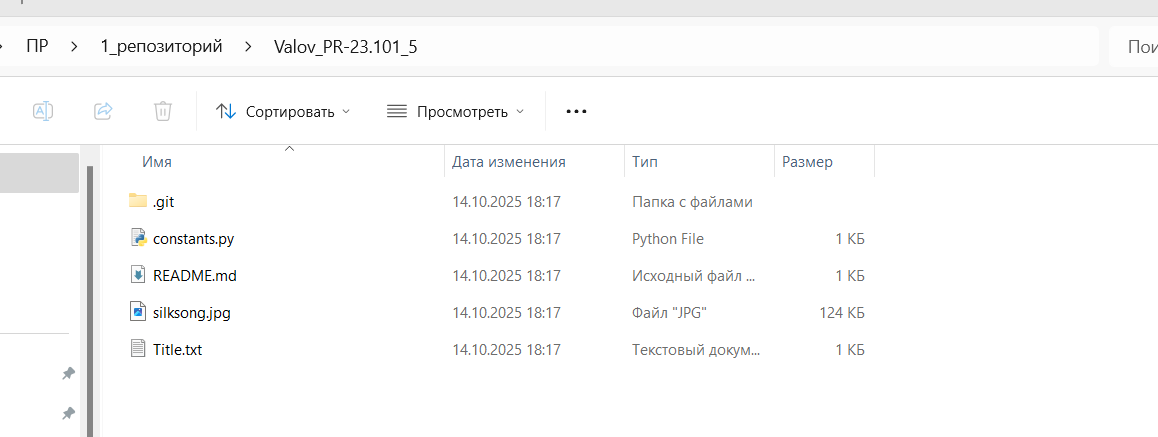 ПР > 1_репозиторий > Valov_PR-23.101_5 Пои
Сортировать Просмотреть
Имя Дата изменения Тип Размер
.git 14.10.2025 18:17 Папка с файлами
constants.py 14.10.2025 18:17 Python File 1 КБ
README.md 14.10.2025 18:17 Исходный файл ... 1 КБ
silksong.jpg 14.10.2025 18:17 Файл "JPG" 124 КБ
Title.txt 14.10.2025 18:17 Текстовый докум... 1 КБ